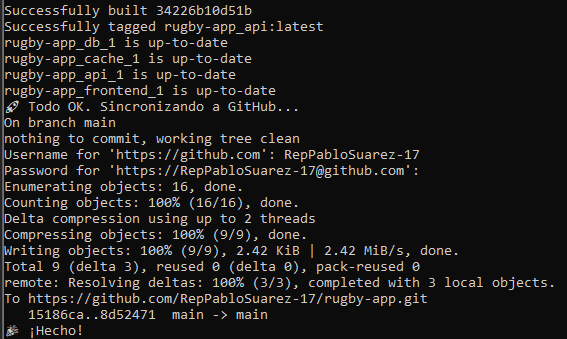 Successfully built 34226b10d51b
Successfully tagged rugby-app_api:latest
rugby-app_db_1 is up-to-date
rugby-app_cache_1 is up-to-date
rugby-app_api_1 is up-to-date
rugby-app_frontend_1 is up-to-date
🚀 Todo OK. Sincronizando a GitHub...
On branch main
nothing to commit, working tree clean
Username for 'https://github.com': RepPabloSuarez-17
Password for 'https://RepPabloSuarez-17@github.com':
Enumerating objects: 16, done.
Counting objects: 100% (16/16), done.
Delta compression using up to 2 threads
Compressing objects: 100% (9/9), done.
Writing objects: 100% (9/9), 2.42 KiB | 2.42 MiB/s, done.
Total 9 (delta 3), reused 0 (delta 0), pack-reused 0
remote: Resolving deltas: 100% (3/3), completed with 3 local objects.
To https://github.com/RepPabloSuarez-17/rugby-app.git
   15186ca..8d52471  main -> main
🎉 ¡Hecho!